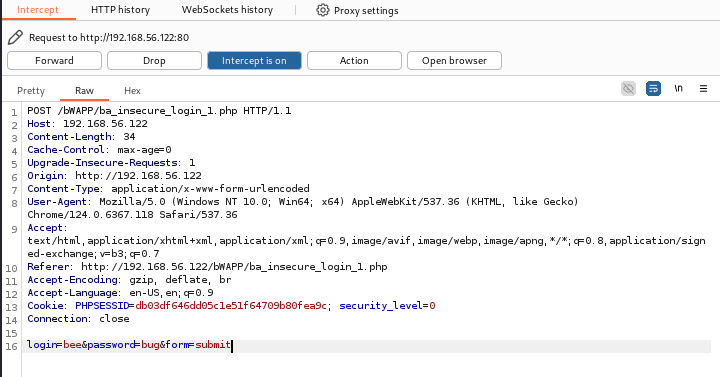 Intercept HTTP history WebSockets history Proxy settings
Request to http://192.168.56.122:80
Forward Drop Intercept is on Action Open browser
Pretty Raw Hex \n
1 POST /bWAPP/ba_insecure_login_1.php HTTP/1.1
2 Host: 192.168.56.122
3 Content-Length: 34
4 Cache-Control: max-age=0
5 Upgrade-Insecure-Requests: 1
6 Origin: http://192.168.56.122
7 Content-Type: application/x-www-form-urlencoded
8 User-Agent: Mozilla/5.0 (Windows NT 10.0; Win64; x64) AppleWebKit/537.36 (KHTML, like Gecko)
Chrome/124.0.6367.118 Safari/537.36
9 Accept:
text/html,application/xhtml+xml,application/xml;q=0.9,image/avif,image/webp,image/apng,*/*;q=0.8,application/sign
ed-exchange;v=b3;q=0.7
10 Referer: http://192.168.56.122/bWAPP/ba_insecure_login_1.php
11 Accept-Encoding: gzip, deflate, br
12 Accept-Language: en-US,en;q=0.9
13 Cookie: PHPSESSID=db03df646dd05c1e51f64709b80fea9c; security_level=0
14 Connection: close
15
16 login=bee&password=bug&form=submit